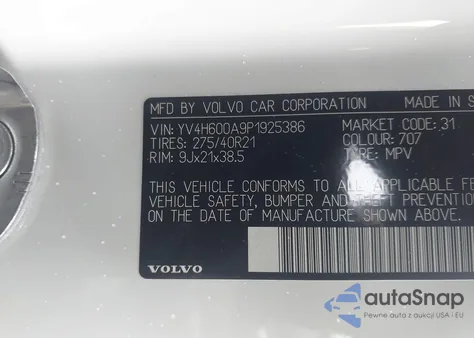 MFD BY VOLVO CAR CORPORATION MADE IN S
VIN: YV4H600A9P1925386 MARKET CODE: 31
TIRES: 275/40R21 COLOUR: 707
RIM: 9Jx21x38.5 TYPE: MPV
THIS VEHICLE CONFORMS TO ALL APPLICABLE FE
VEHICLE SAFETY, BUMPER AND THEFT PREVENTION
ON THE DATE OF MANUFACTURE SHOWN ABOVE.
VOLVO
autoSnap
Pewne auta z aukcji USA i EU